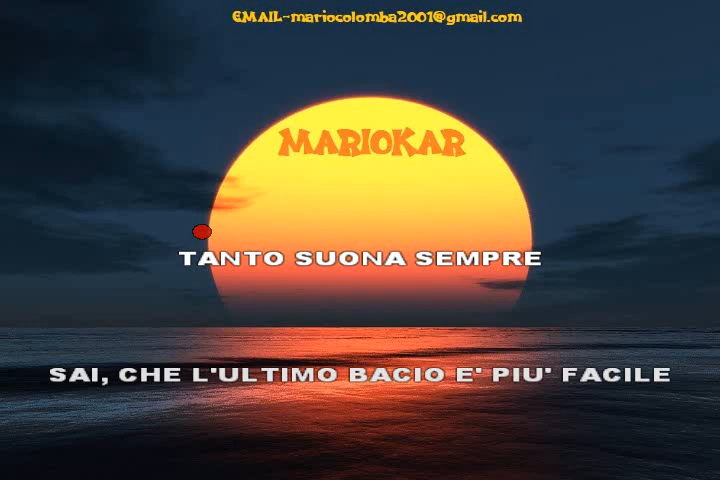 EMAIL-mariocolomba2001@gmail.com
MARIOKAR
TANTO SUONA SEMPRE
SAI, CHE L'ULTIMO BACIO E' PIU' FACILE